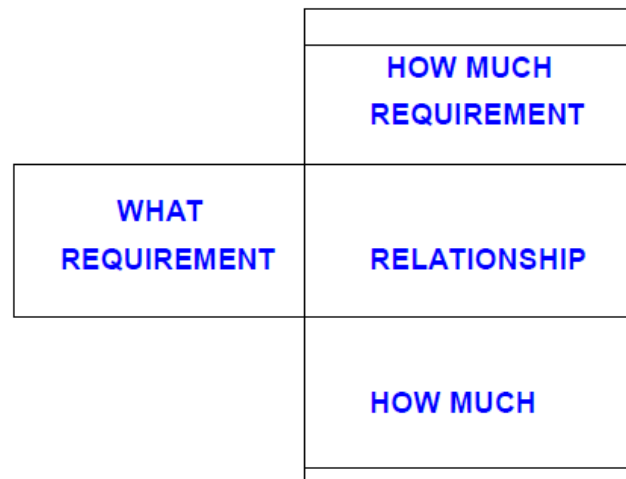 HOW MUCH
REQUIREMENT
WHAT
REQUIREMENT
RELATIONSHIP
HOW MUCH